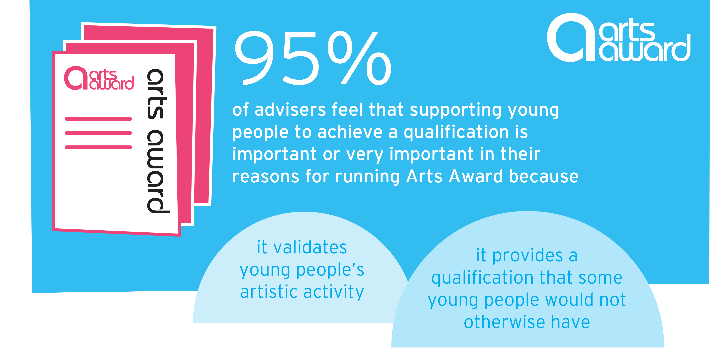 arts
award
arts award
95%
arts
award
of advisers feel that supporting young
people to achieve a qualification is
important or very important in their
reasons for running Arts Award because
it validates
young people's
artistic activity
it provides a
qualification that some
young people would not
otherwise have